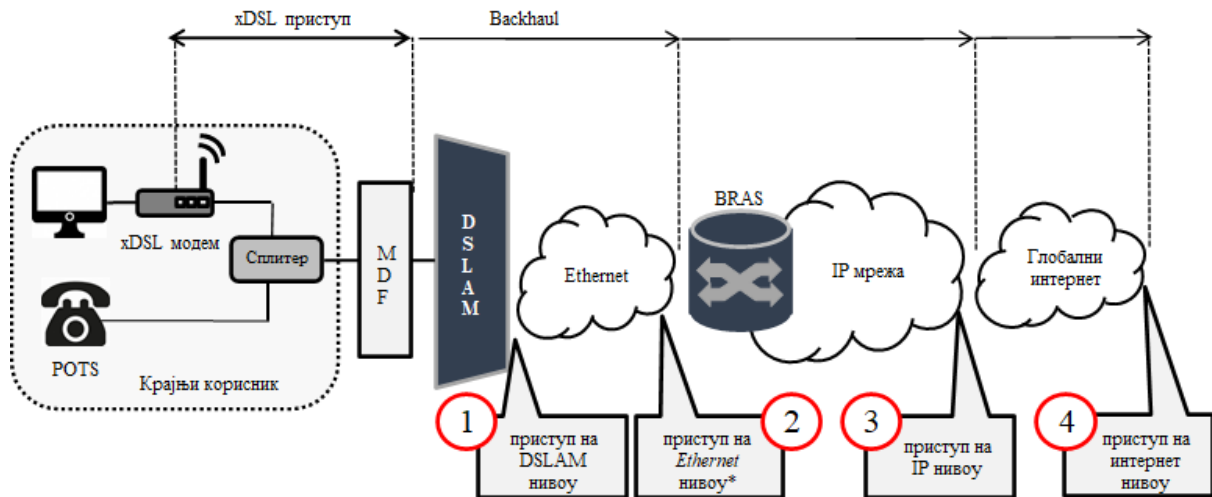 xDSL приступ
Backhaul
xDSL модем
Сплитер
POTS
Крајњи корисник
M
D
F
D
S
L
A
M
Ethernet
BRAS
IP мрежа
Глобални
интернет
1
приступ на
DSLAM
нивоу
приступ на
Ethernet
нивоу*
2
3
приступ на
IP нивоу
4
приступ на
интернет
нивоу